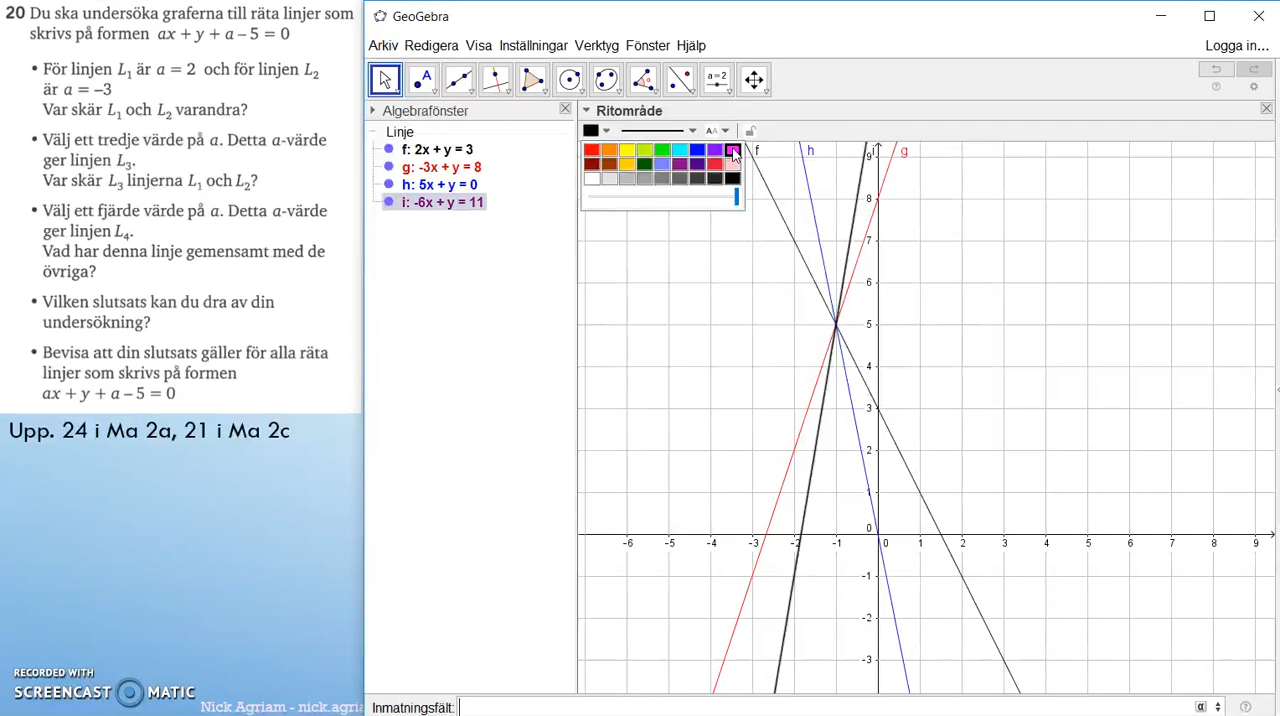 20 Du ska undersöka graferna till räta linjer som
skrivs på formen ax + y + a – 5 = 0
• För linjen L₁ är a = 2 och för linjen L₂
är a = –3
Var skär L₁ och L₂ varandra?
• Välj ett tredje värde på a. Detta a-värde
ger linjen L₃.
Var skär L₃ linjerna L₁ och L₂?
• Välj ett fjärde värde på a. Detta a-värde
ger linjen L₄.
Vad har denna linje gemensamt med de
övriga?
• Vilken slutsats kan du dra av din
undersökning?
• Bevisa att din slutsats gäller för alla räta
linjer som skrivs på formen
ax + y + a – 5 = 0
Upp. 24 i Ma 2a, 21 i Ma 2c
RECORDED WITH
SCREENCAST MATIC
Nick Agriam - nick.agria
GeoGebra
Arkiv Redigera Visa Inställningar Verktyg Fönster Hjälp
Logga in...
A
a = 2
Algebrafönster
Ritområde
Linje
f: 2x + y = 3
g: -3x + y = 8
h: 5x + y = 0
i: -6x + y = 11
AA
f h i g
9
8
7
6
5
4
3
2
1
0
-6 -5 -4 -3 -2 -1 0 1 2 3 4 5 6 7 8 9
-1
-2
-3
Inmatningsfält:
α